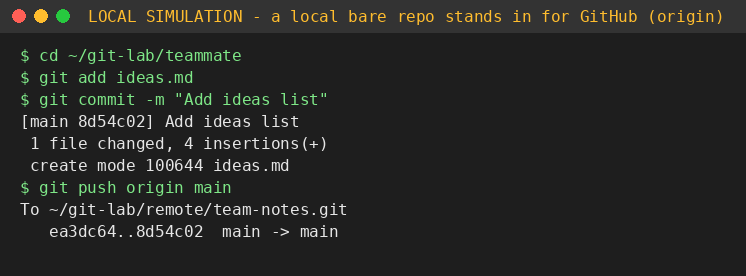 LOCAL SIMULATION - a local bare repo stands in for GitHub (origin)
$ cd ~/git-lab/teammate
$ git add ideas.md
$ git commit -m "Add ideas list"
[main 8d54c02] Add ideas list
 1 file changed, 4 insertions(+)
 create mode 100644 ideas.md
$ git push origin main
To ~/git-lab/remote/team-notes.git
   ea3dc64..8d54c02  main -> main